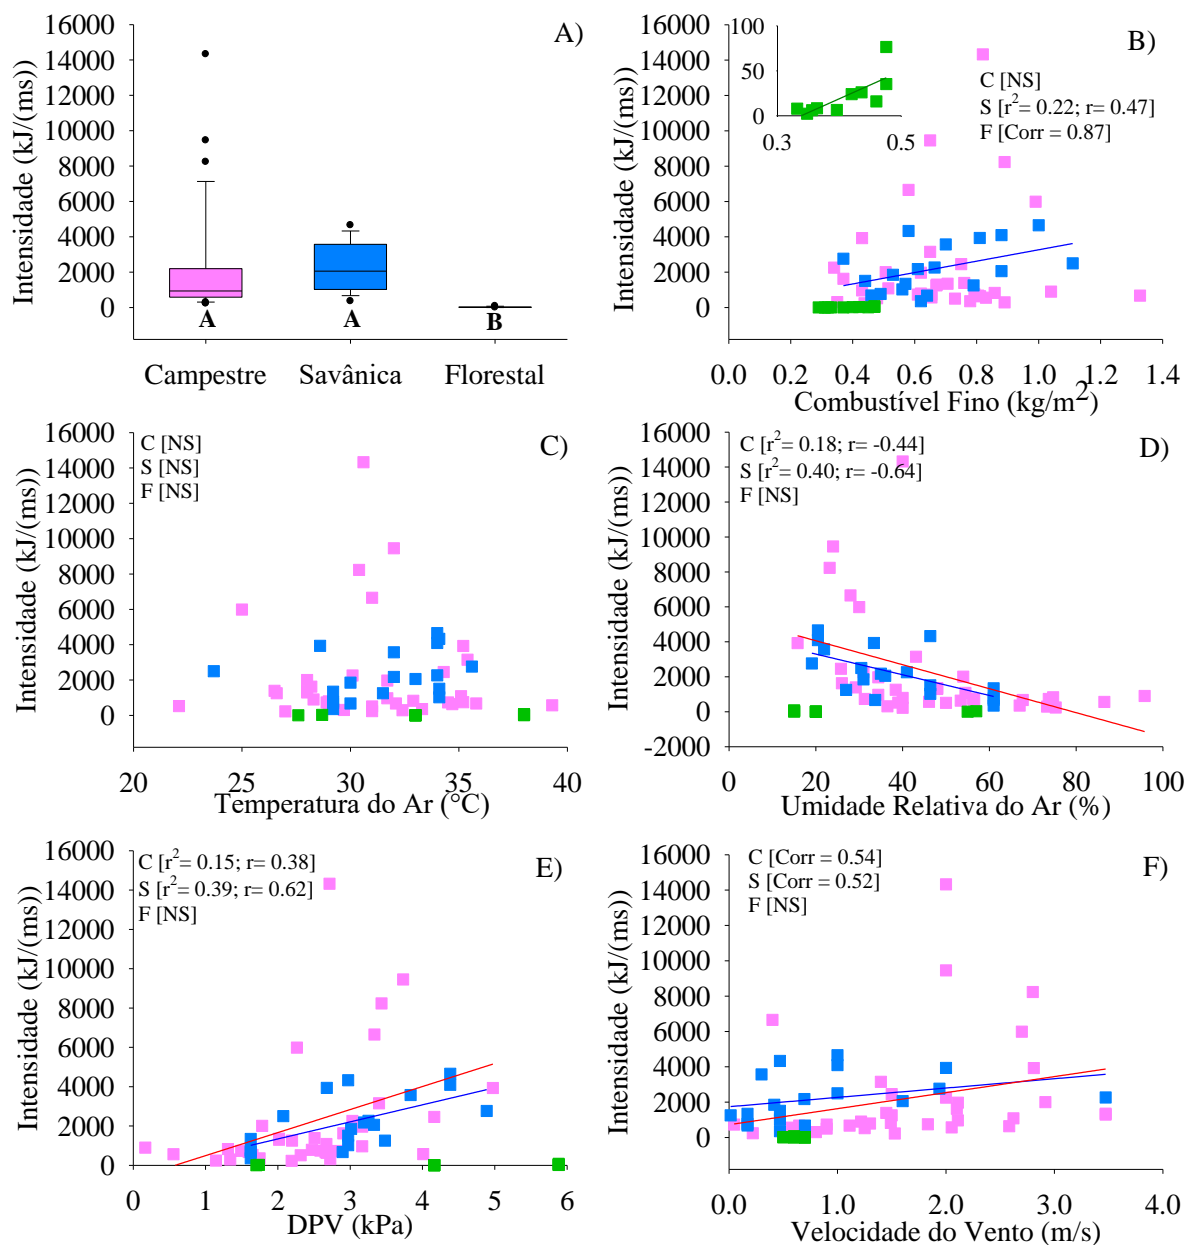 A)
Intensidade (kJ/(ms))
16000
14000
12000
10000
8000
6000
4000
2000
0
A
A
B
Campestre
Savânica
Florestal
B)
Intensidade (kJ/(ms))
16000
14000
12000
10000
8000
6000
4000
2000
0
100
50
0
0.3
0.5
C [NS]
S [r²= 0.22; r= 0.47]
F [Corr = 0.87]
0.0
0.2
0.4
0.6
0.8
1.0
1.2
1.4
Combustível Fino (kg/m²)
C)
Intensidade (kJ/(ms))
16000
14000
12000
10000
8000
6000
4000
2000
0
C [NS]
S [NS]
F [NS]
20
25
30
35
40
Temperatura do Ar (°C)
D)
Intensidade (kJ/(ms))
16000
14000
12000
10000
8000
6000
4000
2000
0
-2000
C [r²= 0.18; r= -0.44]
S [r²= 0.40; r= -0.64]
F [NS]
0
20
40
60
80
100
Umidade Relativa do Ar (%)
E)
Intensidade (kJ/(ms))
16000
14000
12000
10000
8000
6000
4000
2000
0
C [r²= 0.15; r= 0.38]
S [r²= 0.39; r= 0.62]
F [NS]
0
1
2
3
4
5
6
DPV (kPa)
F)
Intensidade (kJ/(ms))
16000
14000
12000
10000
8000
6000
4000
2000
0
C [Corr = 0.54]
S [Corr = 0.52]
F [NS]
0.0
1.0
2.0
3.0
4.0
Velocidade do Vento (m/s)